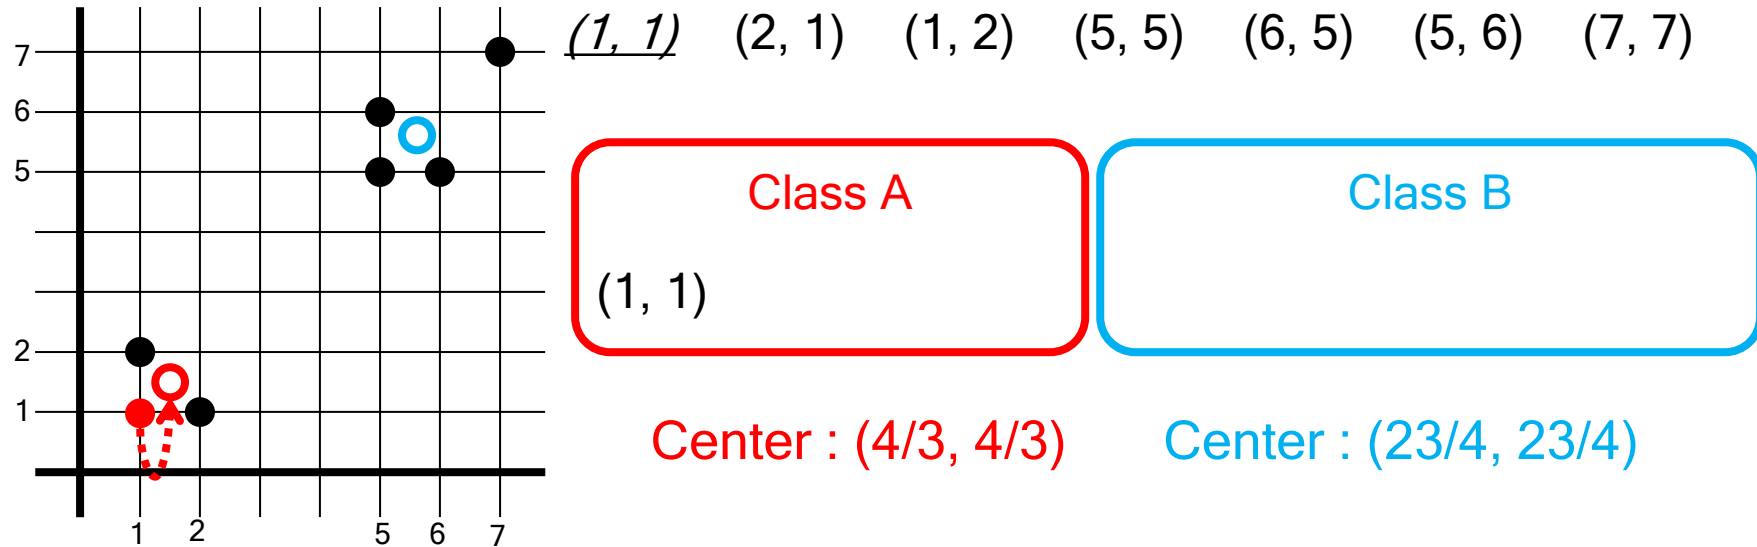 (1, 1) (2, 1) (1, 2) (5, 5) (6, 5) (5, 6) (7, 7)
7
6
5
2
1
1 2 5 6 7
Class A
(1, 1)
Class B
Center : (4/3, 4/3)
Center : (23/4, 23/4)